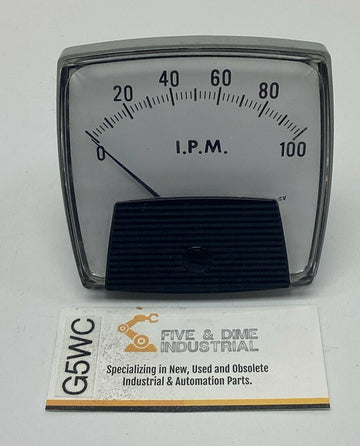 0 20 40 60 80 100
I.P.M.
CV
G5WC
FIVE & DIME
INDUSTRIAL
Specializing in New, Used and Obsolete
Industrial & Automation Parts.